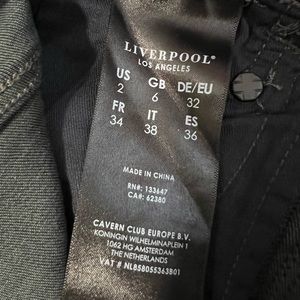 LIVERPOOL®
LOS ANGELES
US GB DE/EU
2 6 32
FR IT ES
34 38 36
MADE IN CHINA
RN#: 133647
CA#: 62380
CAVERN CLUB EUROPE B.V.
KONINGIN WILHELMINAPLEIN 1
1062 HG AMSTERDAM
THE NETHERLANDS
VAT # NL858055363B01